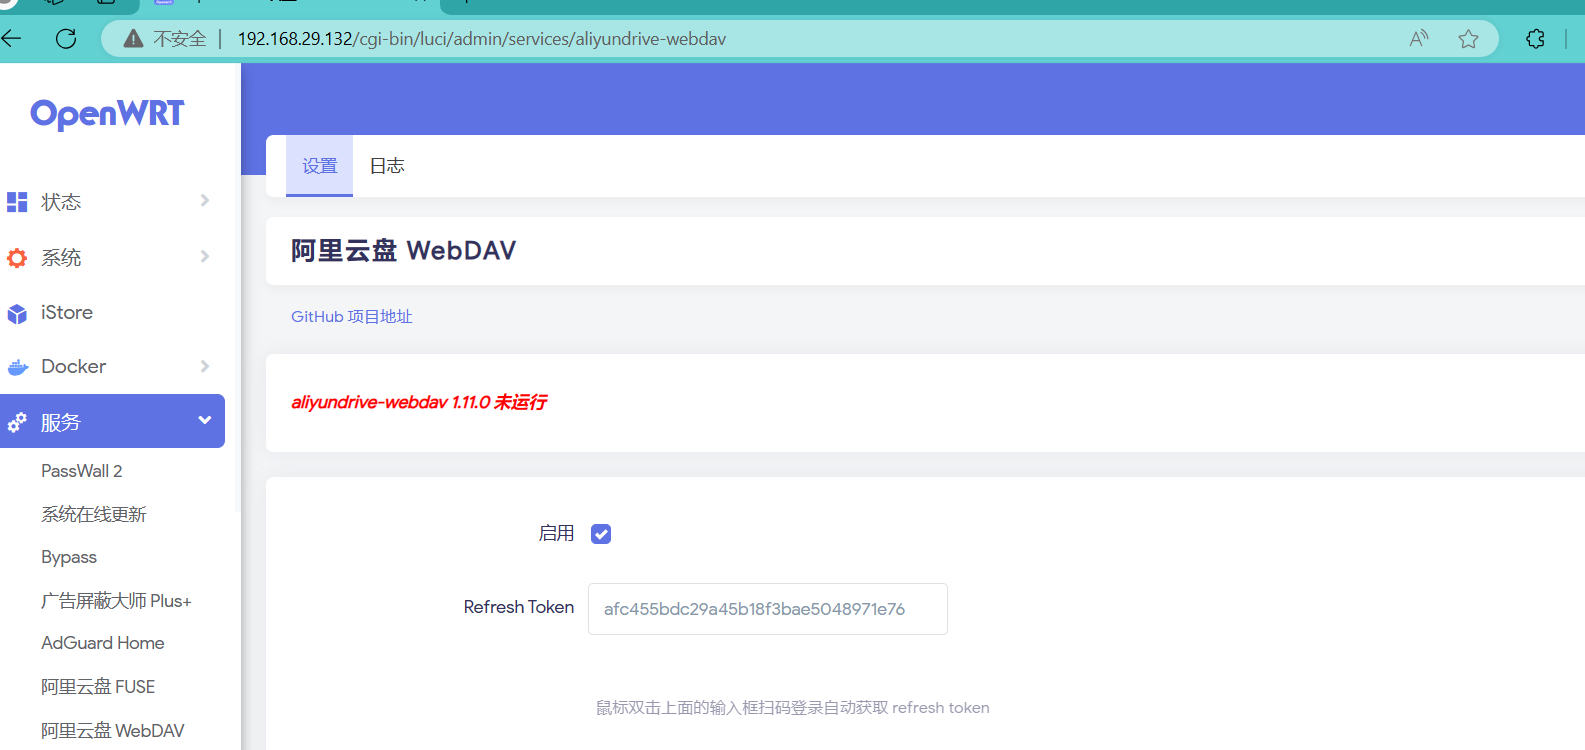 不安全 192.168.29.132/cgi-bin/luci/admin/services/aliyundrive-webdav
OpenWRT
状态
系统
iStore
Docker
服务
PassWall 2
系统在线更新
Bypass
广告屏蔽大师 Plus+
AdGuard Home
阿里云盘 FUSE
阿里云盘 WebDAV
设置 日志
阿里云盘 WebDAV
GitHub 项目地址
aliyundrive-webdav 1.11.0 未运行
启用
Refresh Token afc455bdc29a45b18f3bae5048971e76
鼠标双击上面的输入框扫码登录自动获取 refresh token